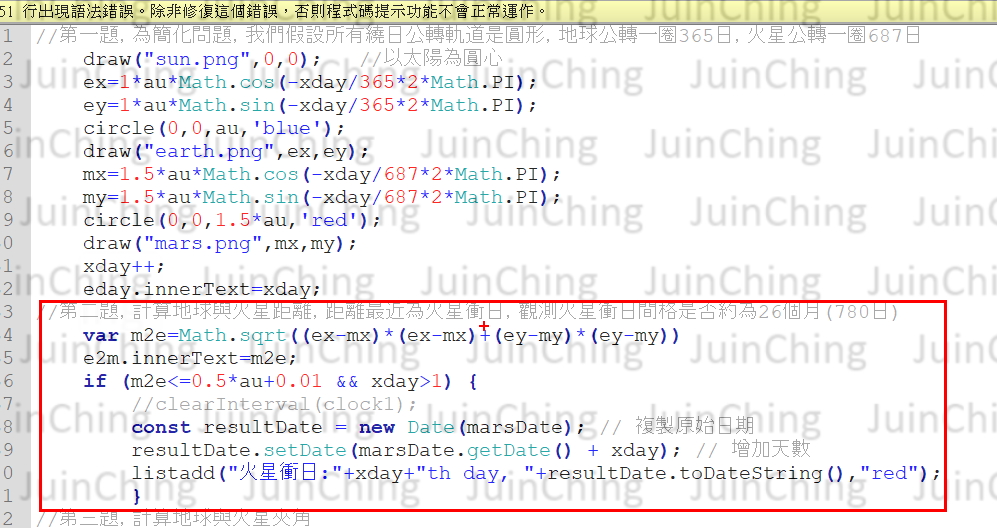 51 行出現語法錯誤。除非修復這個錯誤，否則程式碼提示功能不會正常運作。
1 //第一題, 為簡化問題, 我們假設所有繞日公轉軌道是圓形, 地球公轉一圈365日, 火星公轉一圈687日
2 draw("sun.png",0,0); //以太陽為圓心
3 ex=1*au*Math.cos(-xday/365*2*Math.PI);
4 ey=1*au*Math.sin(-xday/365*2*Math.PI);
5 circle(0,0,au,'blue');
6 draw("earth.png",ex,ey);
7 mx=1.5*au*Math.cos(-xday/687*2*Math.PI);
8 my=1.5*au*Math.sin(-xday/687*2*Math.PI);
9 circle(0,0,1.5*au,'red');
0 draw("mars.png",mx,my);
1 xday++;
2 eday.innerText=xday;
3 //第二題, 計算地球與火星距離, 距離最近為火星衝日, 觀測火星衝日間格是否約為26個月(780日)
4 var m2e=Math.sqrt((ex-mx)*(ex-mx)+(ey-my)*(ey-my))
5 e2m.innerText=m2e;
6 if (m2e<=0.5*au+0.01 && xday>1) {
7 //clearInterval(clock1);
8 const resultDate = new Date(marsDate); // 複製原始日期
9 resultDate.setDate(marsDate.getDate() + xday); // 增加天數
0 listadd("火星衝日:"+xday+"th day, "+resultDate.toDateString(),"red");
1 }
2 //第三題, 計算地球與火星夾角
JuinChing